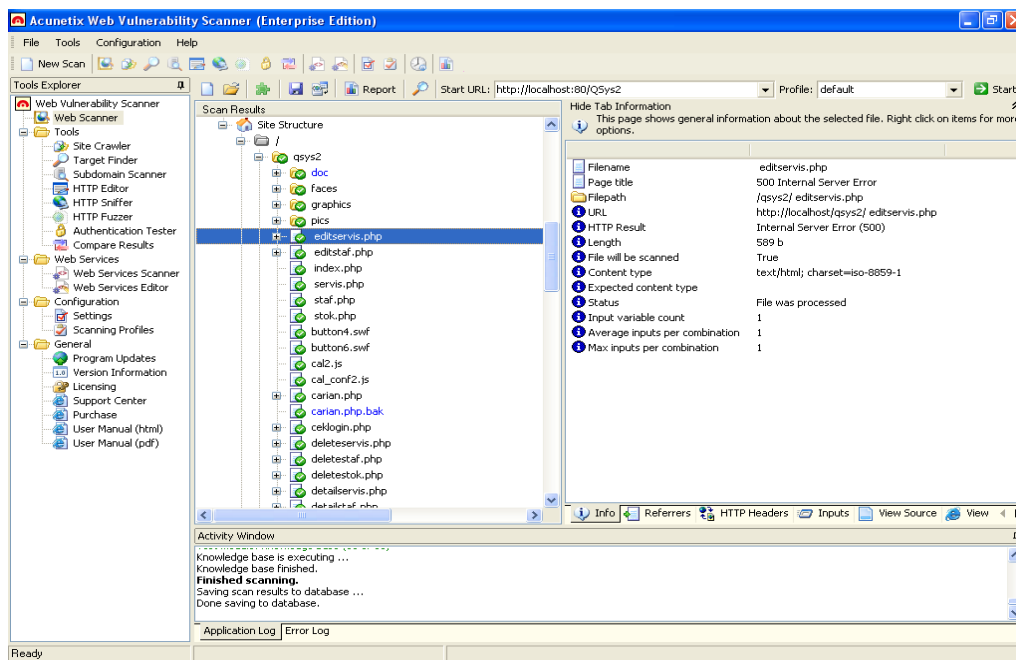 Acunetix Web Vulnerability Scanner (Enterprise Edition)
File Tools Configuration Help
New Scan
Tools Explorer
Web Vulnerability Scanner
Web Scanner
Tools
Site Crawler
Target Finder
Subdomain Scanner
HTTP Editor
HTTP Sniffer
HTTP Fuzzer
Authentication Tester
Compare Results
Web Services
Web Services Scanner
Web Services Editor
Configuration
Settings
Scanning Profiles
General
Program Updates
Version Information
Licensing
Support Center
Purchase
User Manual (html)
User Manual (pdf)
Report Start URL: http://localhost:80/QSys2 Profile: default Start
Scan Results
Site Structure
/
qsys2
doc
faces
graphics
pics
editservis.php
editstaf.php
index.php
servis.php
staf.php
stok.php
button4.swf
button6.swf
cal2.js
cal_conf2.js
carian.php
carian.php.bak
ceklogin.php
deleteservis.php
deletestaf.php
deletestok.php
detailservis.php
detailstaf.php
Hide Tab Information
This page shows general information about the selected file. Right click on items for more
options.
Filename editservis.php
Page title 500 Internal Server Error
Filepath /qsys2/ editservis.php
URL http://localhost/qsys2/ editservis.php
HTTP Result Internal Server Error (500)
Length 589 b
File will be scanned True
Content type text/html; charset=iso-8859-1
Expected content type
Status File was processed
Input variable count 1
Average inputs per combination 1
Max inputs per combination 1
Info Referrers HTTP Headers Inputs View Source View
Activity Window
Knowledge base is executing ...
Knowledge base finished.
Finished scanning.
Saving scan results to database ...
Done saving to database.
Application Log Error Log
Ready